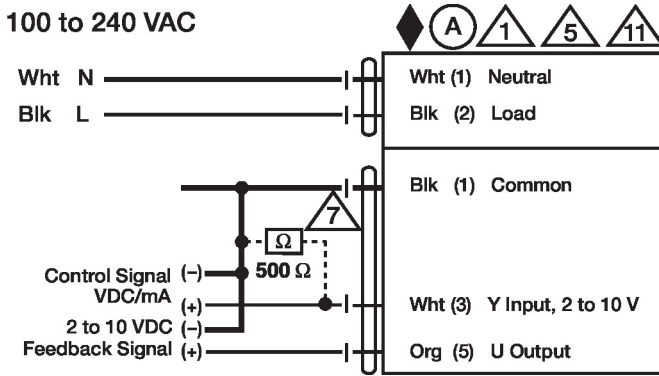 100 to 240 VAC
A 1 5 11
Wht N
Wht (1) Neutral
Blk L
Blk (2) Load
Blk (1) Common
7
Ω
500 Ω
Control Signal (–)
VDC/mA
(+)
Wht (3) Y Input, 2 to 10 V
2 to 10 VDC (–)
Feedback Signal (+)
Org (5) U Output